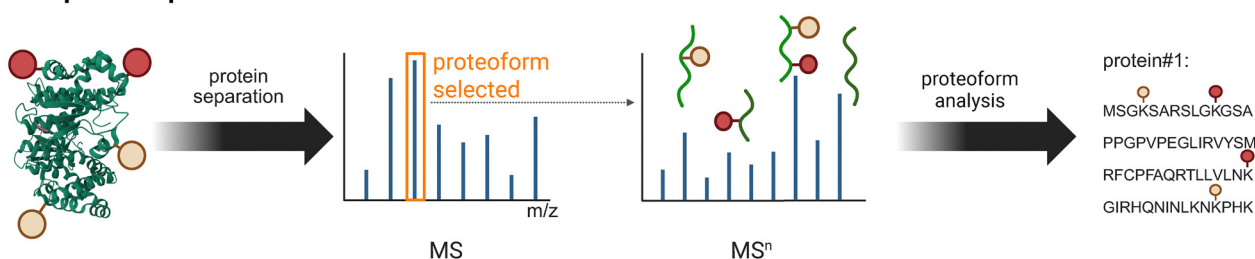 protein
separation
proteoform
selected
m/z
MS
MSⁿ
proteoform
analysis
protein#1:
MSGKSARSLGKGSA
PPGPVPEGLIRVYSM
RFCPFAQRTLLVLNK
GIRHQNINLKNKPHK